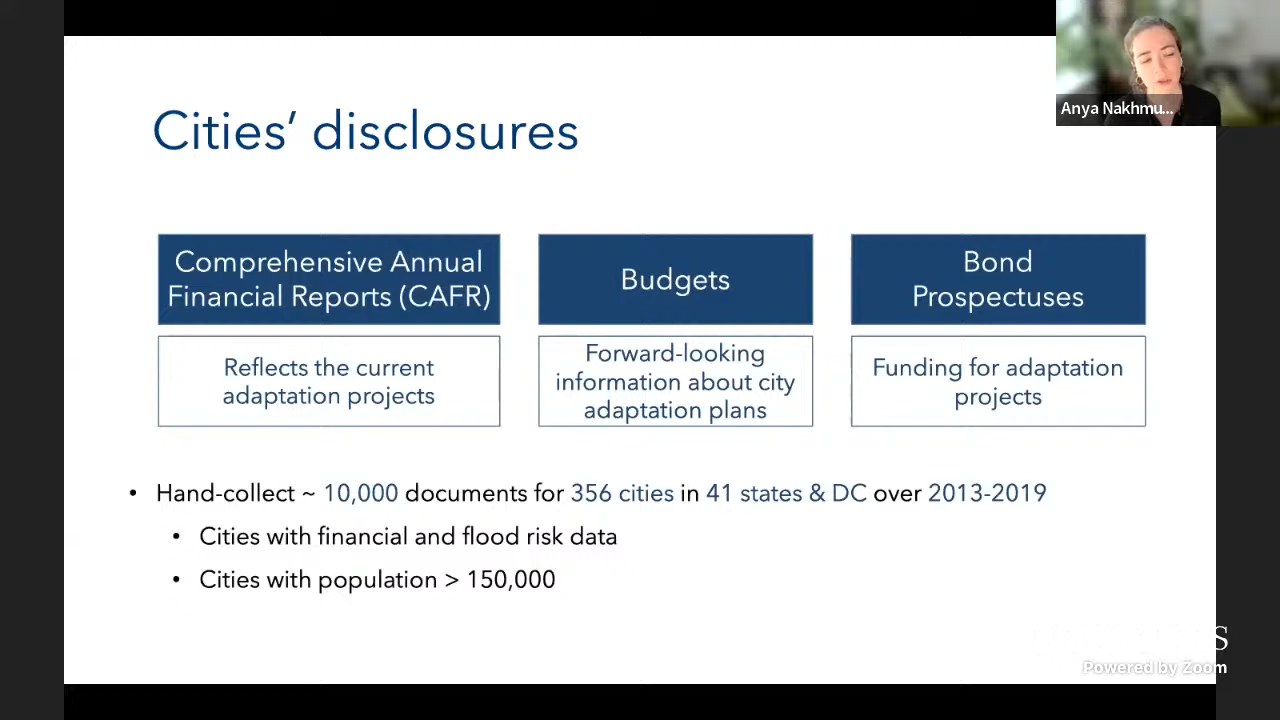 Anya Nakhmu...
Cities’ disclosures
Comprehensive Annual
Financial Reports (CAFR)
Reflects the current
adaptation projects
Budgets
Forward-looking
information about city
adaptation plans
Bond
Prospectuses
Funding for adaptation
projects
• Hand-collect ~ 10,000 documents for 356 cities in 41 states & DC over 2013-2019
• Cities with financial and flood risk data
• Cities with population > 150,000
S
Powered by Zoom